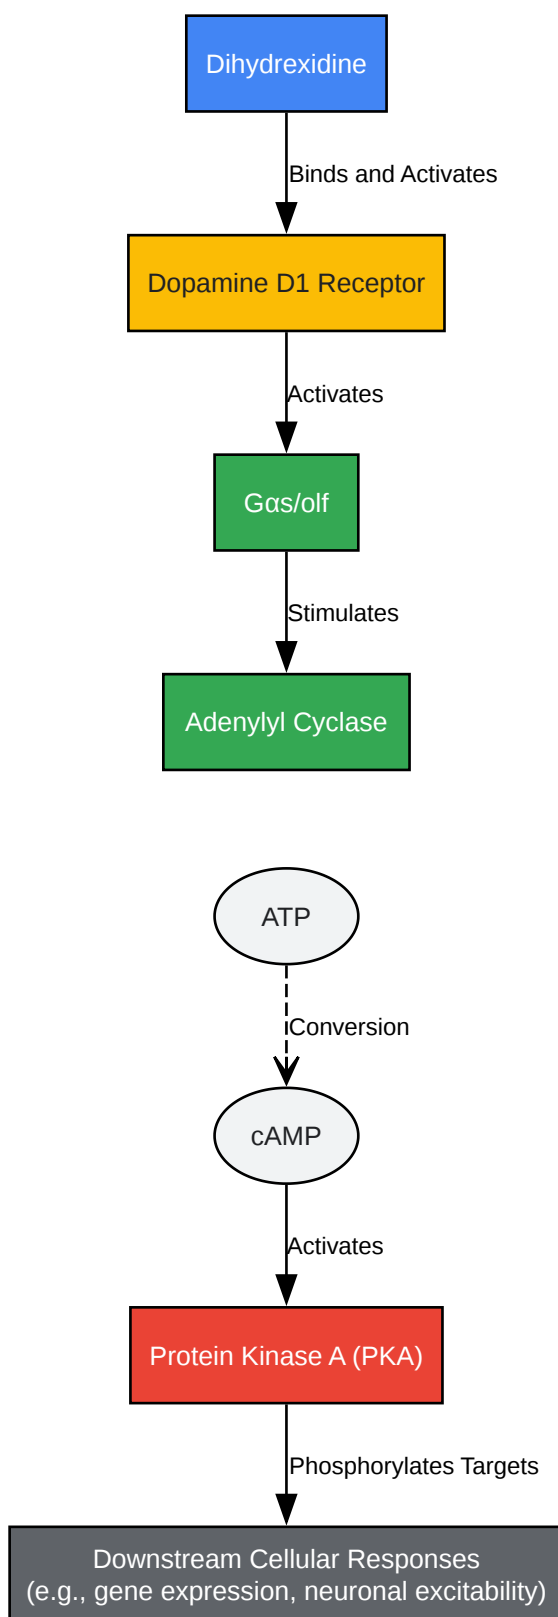 Dihydrexidine
Binds and Activates
Dopamine D1 Receptor
Activates
Gαs/olf
Stimulates
Adenylyl Cyclase
ATP
Conversion
cAMP
Activates
Protein Kinase A (PKA)
Phosphorylates Targets
Downstream Cellular Responses
(e.g., gene expression, neuronal excitability)